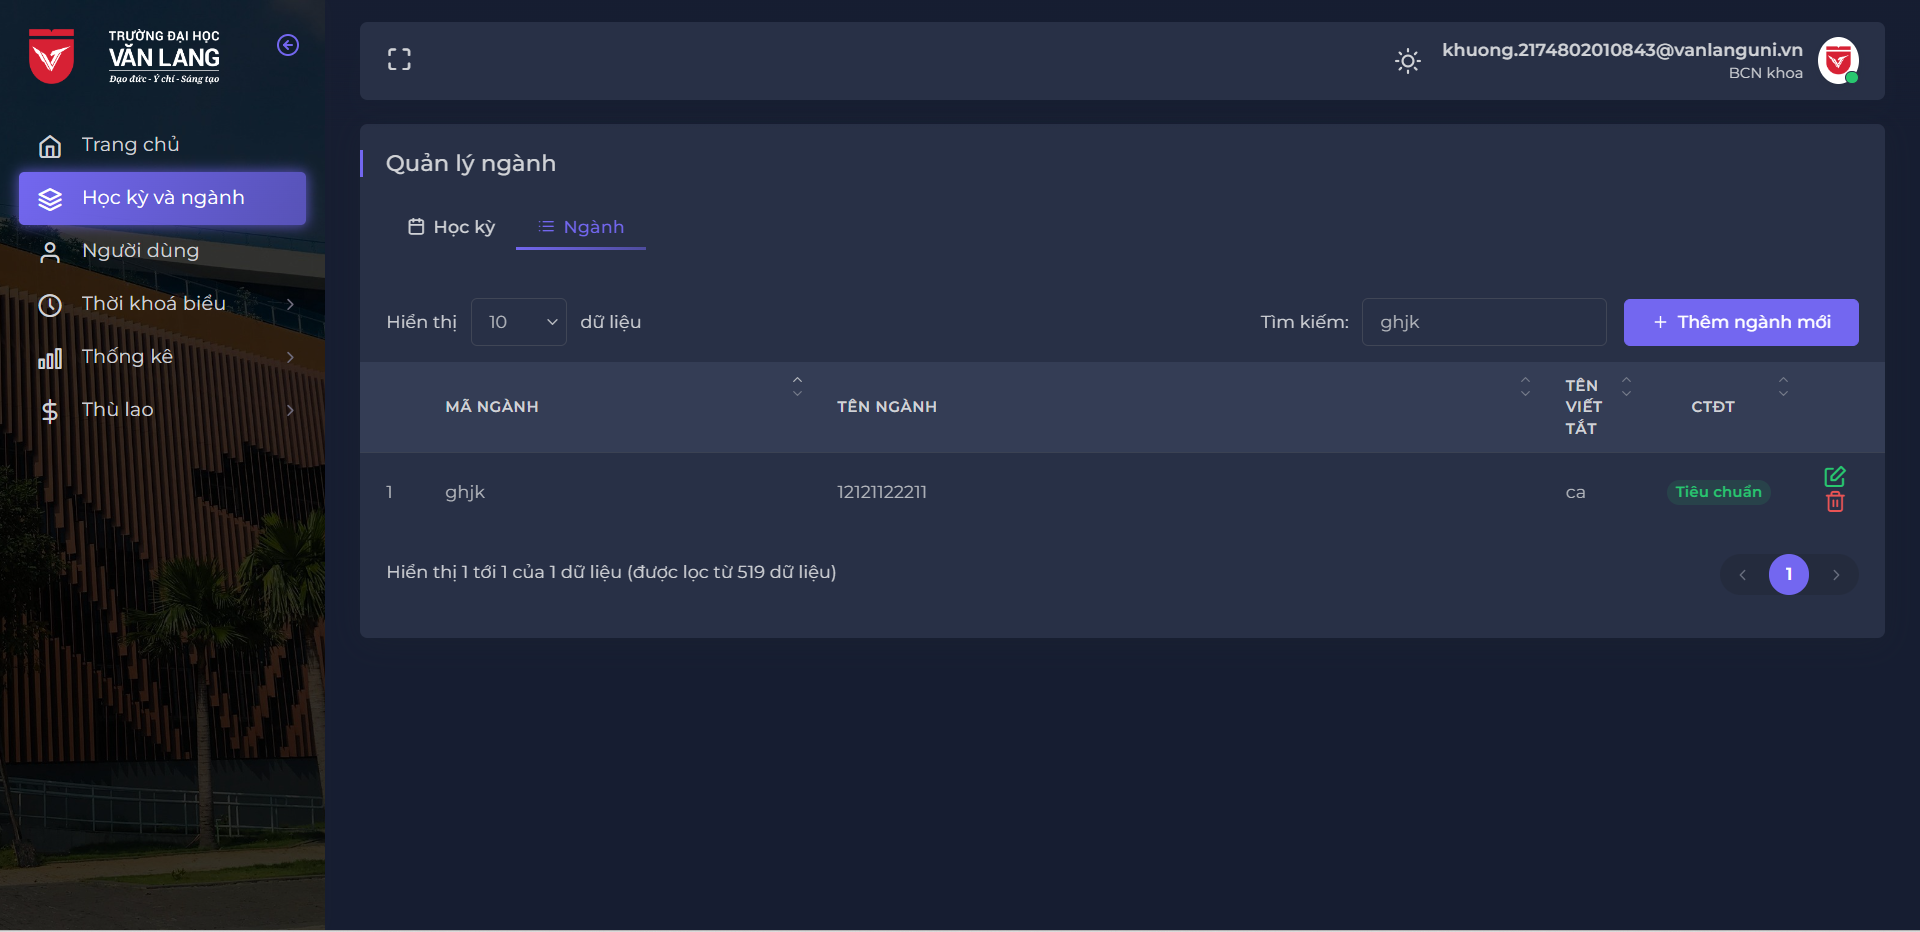 TRƯỜNG ĐẠI HỌC
VĂN LANG
Đạo đức - Ý chí - Sáng tạo
Trang chủ
Học kỳ và ngành
Người dùng
Thời khoá biểu
Thống kê
Thù lao
khuong.2174802010843@vanlanguni.vn
BCN khoa
Quản lý ngành
Học kỳ
Ngành
Hiển thị 10 dữ liệu
Tìm kiếm: ghjk
+ Thêm ngành mới
MÃ NGÀNH
TÊN NGÀNH
TÊN
VIẾT
TẮT
CTĐT
1 ghjk 12121122211 ca Tiêu chuẩn
Hiển thị 1 tới 1 của 1 dữ liệu (được lọc từ 519 dữ liệu)
1